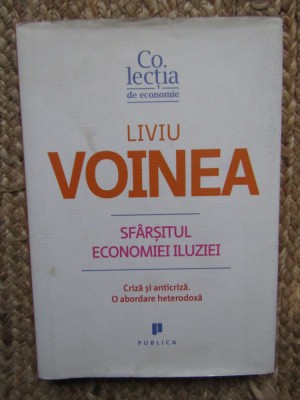 Co.
lecția
de economie
LIVIU
VOINEA
SFÂRȘITUL
ECONOMIEI ILUZIEI
Criză și anticriză.
O abordare heterodoxă
PUBLICA